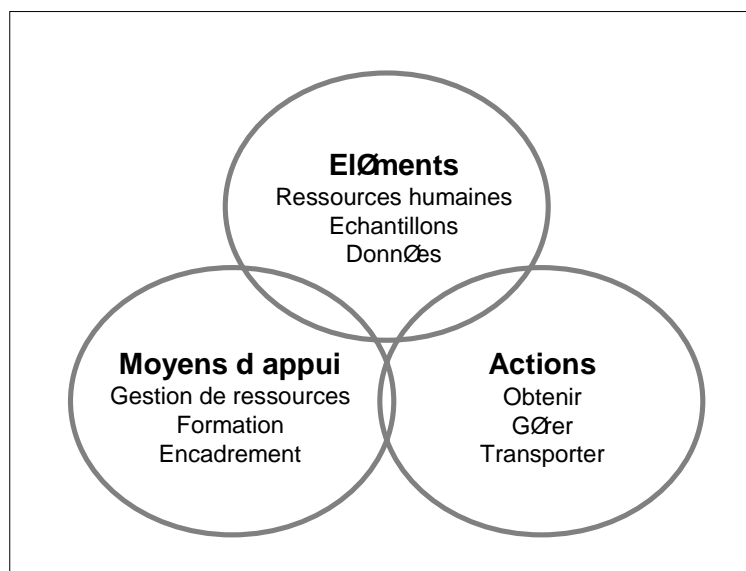 ElØments
Ressources humaines
Echantillons
DonnØes
Moyens d appui
Gestion de ressources
Formation
Encadrement
Actions
Obtenir
GØrer
Transporter